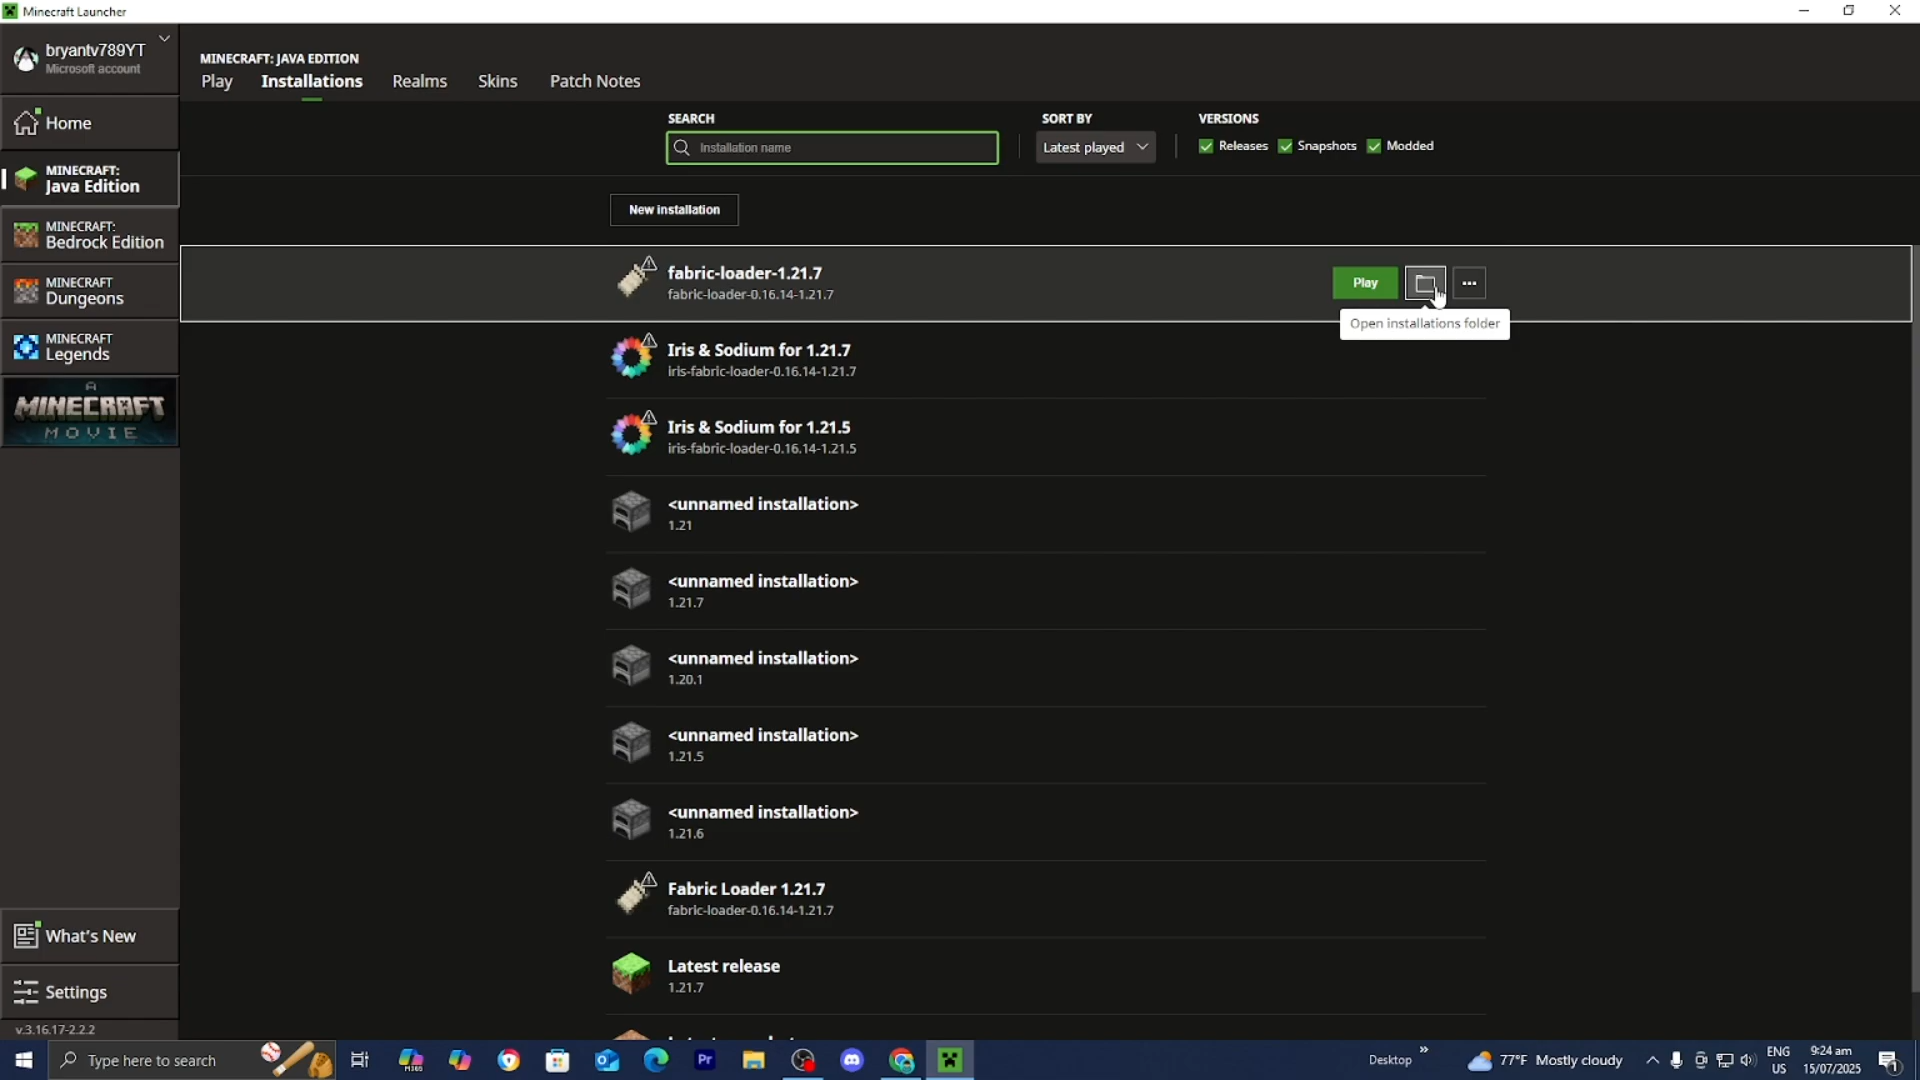 Minecraft Launcher
bryantv789YT
Microsoft account
MINECRAFT: JAVA EDITION
Play Installations Realms Skins Patch Notes
SEARCH SORT BY VERSIONS
Installation name Latest played Releases Snapshots Modded
Home
MINECRAFT:
Java Edition
MINECRAFT:
Bedrock Edition
MINECRAFT
Dungeons
MINECRAFT
Legends
A
MINECRAFT
MOVIE
New installation
fabric-loader-1.21.7
fabric-loader-0.16.14-1.21.7
Play
Open installations folder
Iris & Sodium for 1.21.7
iris-fabric-loader-0.16.14-1.21.7
Iris & Sodium for 1.21.5
iris-fabric-loader-0.16.14-1.21.5
<unnamed installation>
1.21
<unnamed installation>
1.21.7
<unnamed installation>
1.20.1
<unnamed installation>
1.21.5
<unnamed installation>
1.21.6
Fabric Loader 1.21.7
fabric-loader-0.16.14-1.21.7
Latest release
1.21.7
What's New
Settings
v.3.16.17-2.2.2
Type here to search
M365
Pr
Desktop
77°F Mostly cloudy
ENG
US
9:24 am
15/07/2025
1